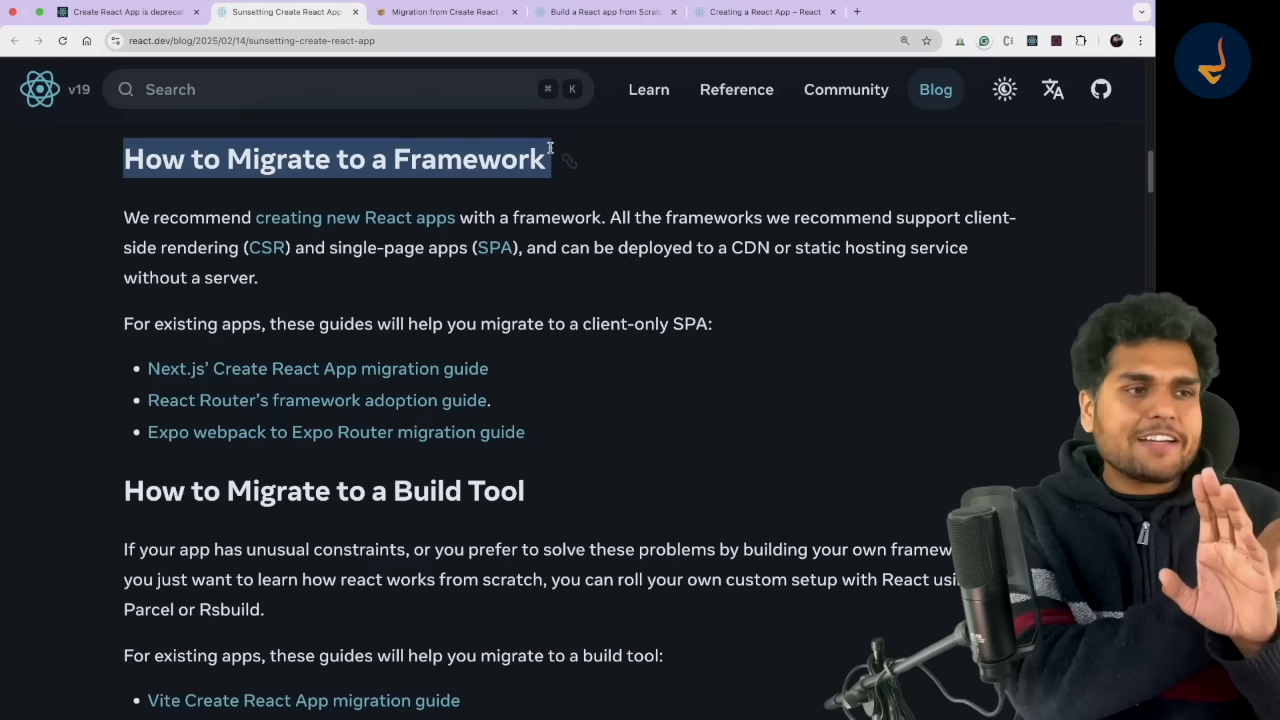 Create React App is deprecat
Sunsetting Create React App
Migration from Create React
Build a React app from Scrat
Creating a React App – React
react.dev/blog/2025/02/14/sunsetting-create-react-app
v19
Search
⌘ K
Learn
Reference
Community
Blog
How to Migrate to a Framework
We recommend creating new React apps with a framework. All the frameworks we recommend support client-
side rendering (CSR) and single-page apps (SPA), and can be deployed to a CDN or static hosting service
without a server.
For existing apps, these guides will help you migrate to a client-only SPA:
• Next.js’ Create React App migration guide
• React Router’s framework adoption guide.
• Expo webpack to Expo Router migration guide
How to Migrate to a Build Tool
If your app has unusual constraints, or you prefer to solve these problems by building your own framew
you just want to learn how react works from scratch, you can roll your own custom setup with React usi
Parcel or Rsbuild.
For existing apps, these guides will help you migrate to a build tool:
• Vite Create React App migration guide